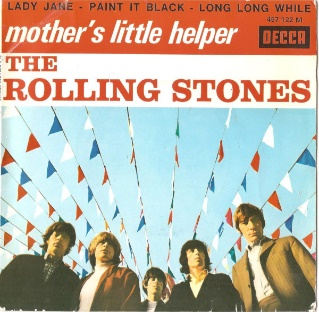 LADY JANE - PAINT IT BLACK - LONG LONG WHILE
457.122 M
mother's little helper
DECCA
THE
ROLLING STONES